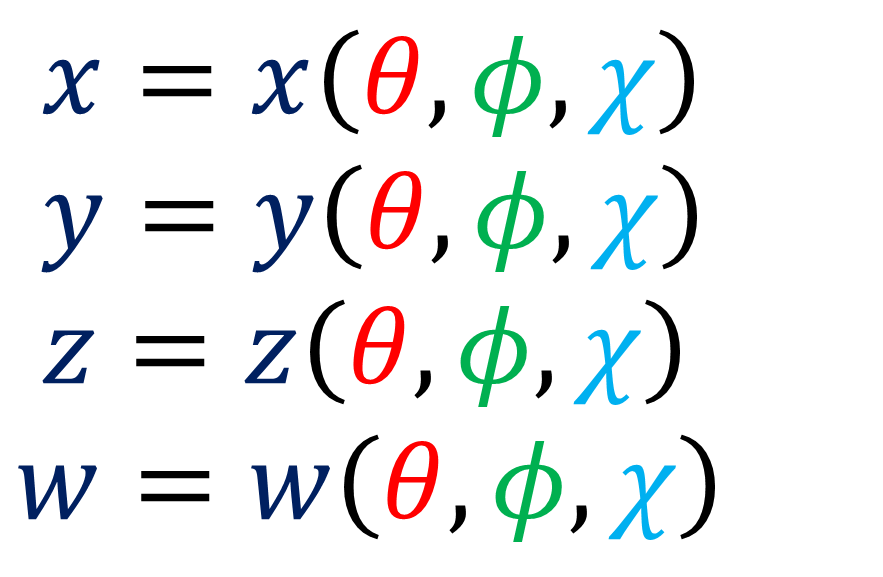 x = x(θ, ϕ, χ)
y = y(θ, ϕ, χ)
z = z(θ, ϕ, χ)
w = w(θ, ϕ, χ)